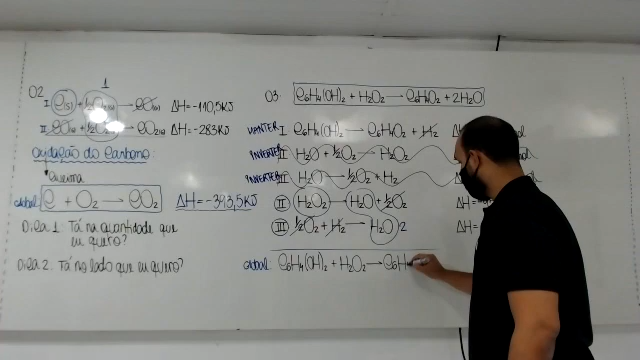 02
1
I C(s) + ½O₂(g) → CO(g) ΔH = -110,5KJ
II CO(g) + ½O₂(g) → CO₂(g) ΔH = -283KJ
Oxidação do Carbono:
Queima
Global C + O₂ → CO₂ ΔH = -393,5KJ
Dica 1: Tá na quantidade que
eu quero?
Dica 2: Tá no lado que eu quero?
03. C₆H₄(OH)₂ + H₂O₂ → C₆H₄O₂ + 2H₂O
MANTER I C₆H₄(OH)₂ → C₆H₄O₂ + H₂
INVERTER II H₂O + ½O₂ → H₂O₂
INVERTER III H₂O → ½O₂ + H₂
II H₂O₂ → H₂O + ½O₂
III ½O₂ + H₂ → H₂O 2
Global: C₆H₄(OH)₂ + H₂O₂ → C₆H